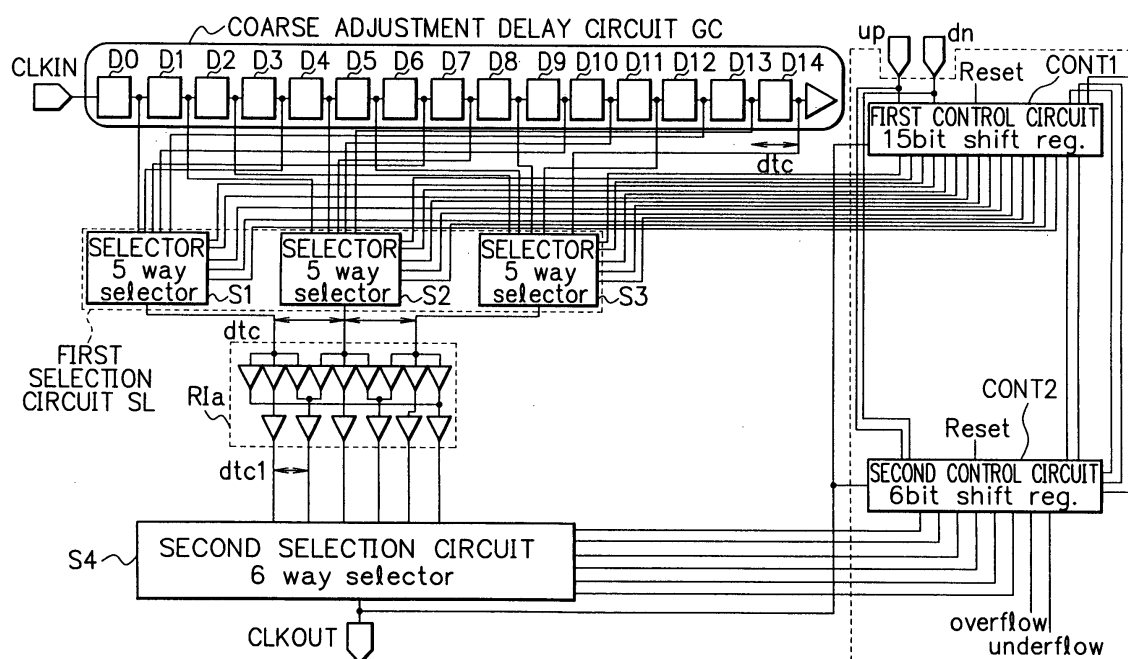 COARSE ADJUSTMENT DELAY CIRCUIT GC
up
dn
CLKIN
D0 D1 D2 D3 D4 D5 D6 D7 D8 D9 D10 D11 D12 D13 D14
Reset
CONT1
FIRST CONTROL CIRCUIT
15bit shift reg.
dtc
SELECTOR
5 way
selector
S1
SELECTOR
5 way
selector
S2
SELECTOR
5 way
selector
S3
dtc
FIRST
SELECTION
CIRCUIT SL
RIa
CONT2
Reset
dtc1
SECOND CONTROL CIRCUIT
6bit shift reg.
S4
SECOND SELECTION CIRCUIT
6 way selector
CLKOUT
overflow
underflow